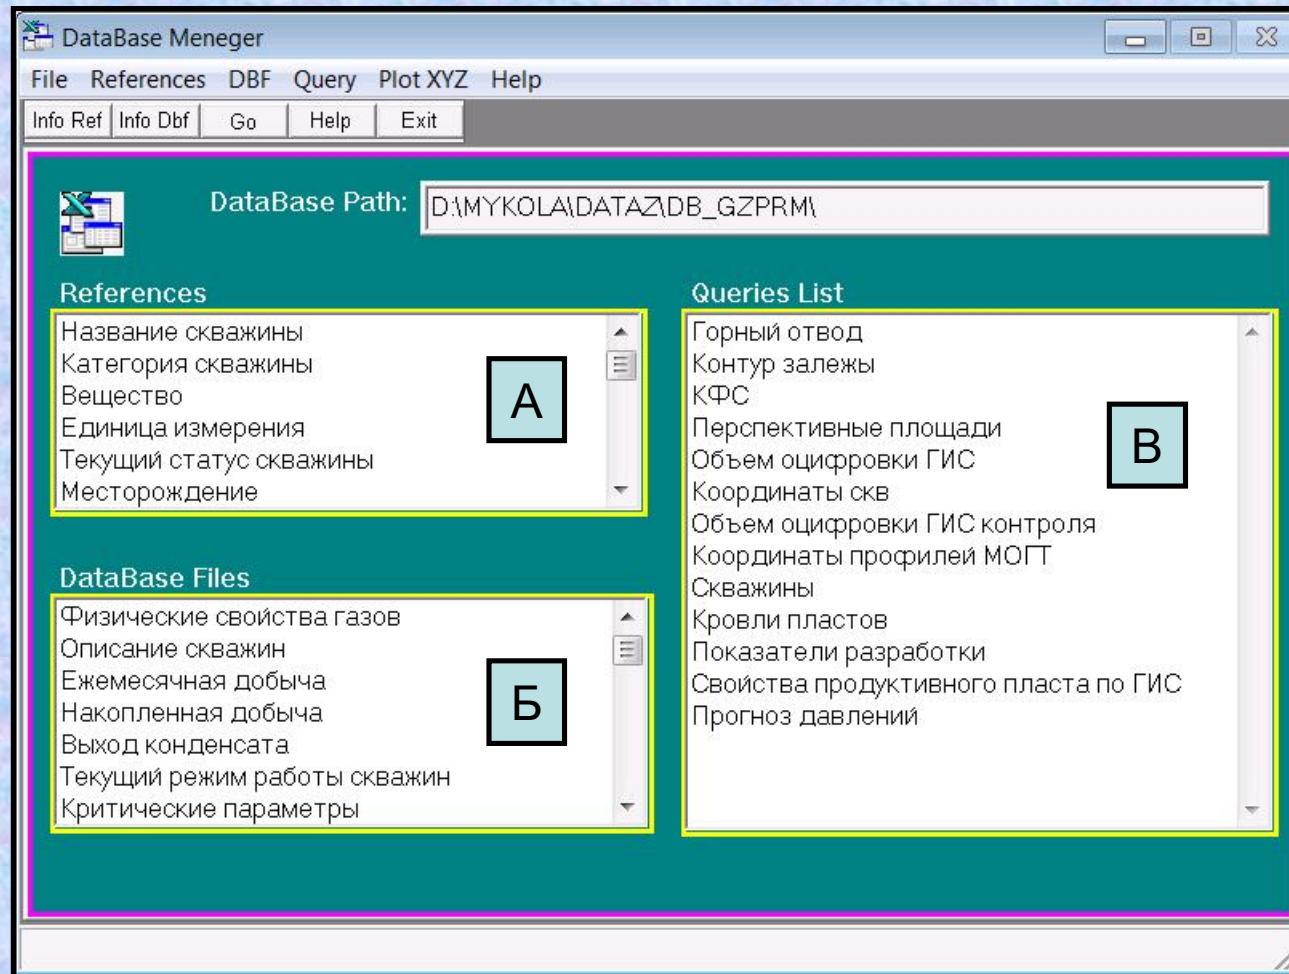 DataBase Meneger
File References DBF Query Plot XYZ Help
Info Ref Info Dbf Go Help Exit
DataBase Path: D:\MYKOLA\DATAZ\DB_GZPRM\
References
Название скважины
Категория скважины
Вещество
Единица измерения
Текущий статус скважины
Месторождение
А
DataBase Files
Физические свойства газов
Описание скважин
Ежемесячная добыча
Накопленная добыча
Выход конденсата
Текущий режим работы скважин
Критические параметры
Б
Queries List
Горный отвод
Контур залежы
КФС
Перспективные площади
Объем оцифровки ГИС
Координаты скв
Объем оцифровки ГИС контроля
Координаты профилей МОГТ
Скважины
Кровли пластов
Показатели разработки
Свойства продуктивного пласта по ГИС
Прогноз давлений
В